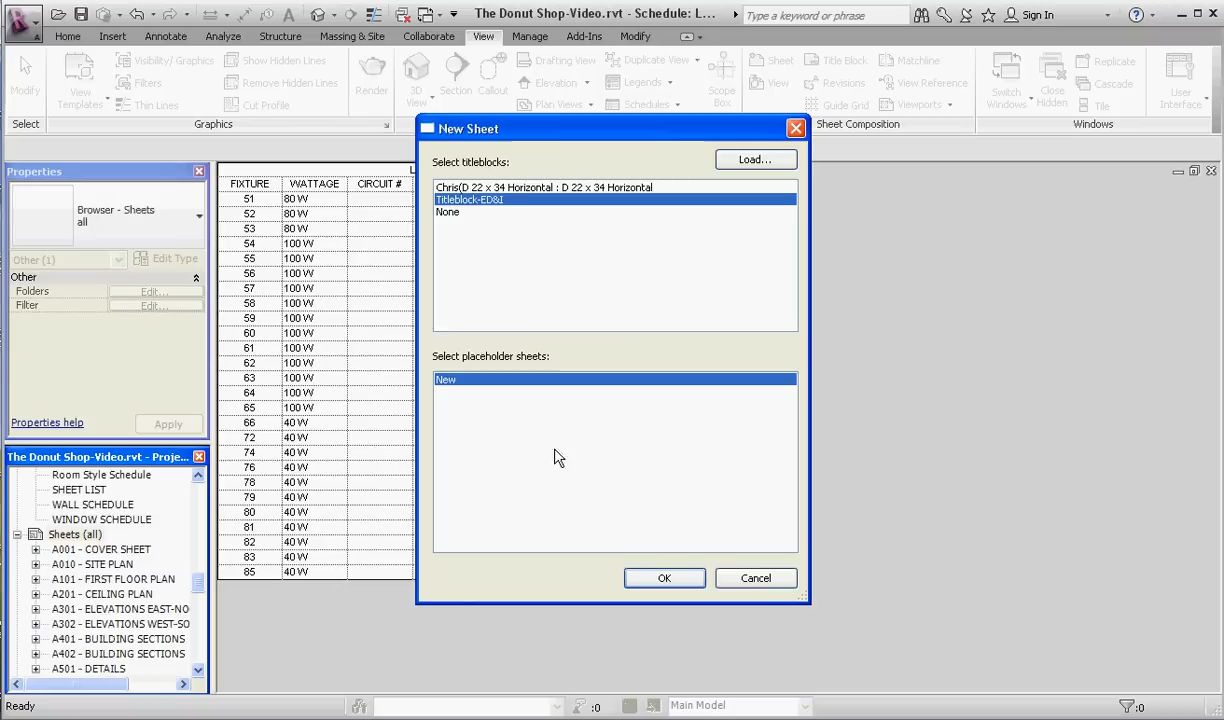 The Donut Shop-Video.rvt - Schedule: L...
Type a keyword or phrase
Sign In
Home Insert Annotate Analyze Structure Massing & Site Collaborate View Manage Add-Ins Modify
Modify
View Templates
Visibility/ Graphics
Filters
Thin Lines
Show Hidden Lines
Remove Hidden Lines
Cut Profile
3D View
Section
Callout
Drafting View
Elevation
Plan Views
Duplicate View
Legends
Schedules
Scope Box
Sheet
View
Title Block
Revisions
Guide Grid
Matchline
View Reference
Viewports
Switch Windows
Close Hidden
Replicate
Cascade
Tile
User Interface
Select
Graphics
Sheet Composition
Windows
Properties
Browser - Sheets
all
Other (1)
Edit Type
Other
Folders Edit...
Filter Edit...
Properties help
Apply
The Donut Shop-Video.rvt - Proje...
Room Style Schedule
SHEET LIST
WALL SCHEDULE
WINDOW SCHEDULE
Sheets (all)
A001 - COVER SHEET
A010 - SITE PLAN
A101 - FIRST FLOOR PLAN
A201 - CEILING PLAN
A301 - ELEVATIONS EAST-NO
A302 - ELEVATIONS WEST-SO
A401 - BUILDING SECTIONS
A402 - BUILDING SECTIONS
A501 - DETAILS
L
FIXTURE WATTAGE CIRCUIT #
51 80 W
52 80 W
53 80 W
54 100 W
55 100 W
56 100 W
57 100 W
58 100 W
59 100 W
60 100 W
61 100 W
62 100 W
63 100 W
64 100 W
65 100 W
66 40 W
72 40 W
74 40 W
76 40 W
78 40 W
79 40 W
80 40 W
81 40 W
82 40 W
83 40 W
85 40 W
New Sheet
Select titleblocks:
Load...
Chris(D 22 x 34 Horizontal : D 22 x 34 Horizontal
Titleblock-ED&I
None
Select placeholder sheets:
New
OK
Cancel
Ready
:0
Main Model
:0